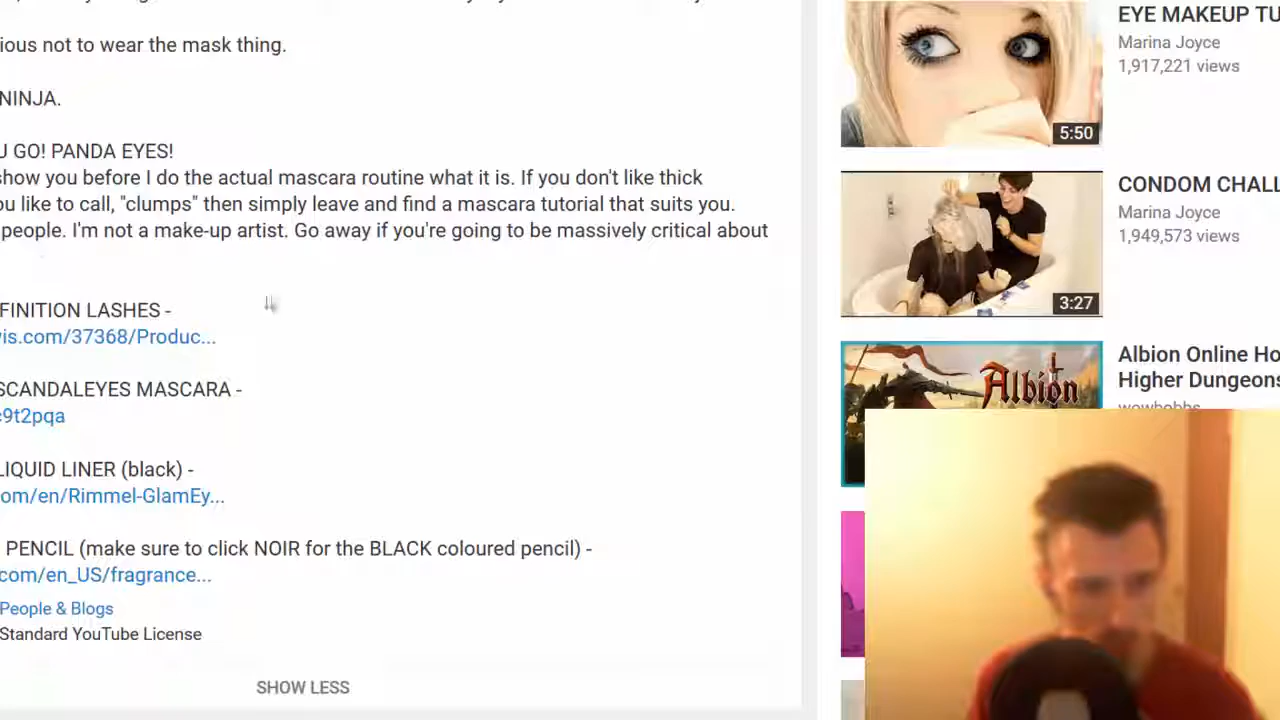 ious not to wear the mask thing.
NINJA.
U GO! PANDA EYES!
show you before I do the actual mascara routine what it is. If you don't like thick
ou like to call, "clumps" then simply leave and find a mascara tutorial that suits you.
people. I'm not a make-up artist. Go away if you're going to be massively critical about
FINITION LASHES -
vis.com/37368/Produc...
SCANDALEYES MASCARA -
c9t2pqa
LIQUID LINER (black) -
om/en/Rimmel-GlamEy...
PENCIL (make sure to click NOIR for the BLACK coloured pencil) -
com/en_US/fragrance...
People & Blogs
Standard YouTube License
SHOW LESS
EYE MAKEUP TU
Marina Joyce
1,917,221 views
5:50
CONDOM CHALL
Marina Joyce
1,949,573 views
3:27
Albion Online Ho
Higher Dungeons
wowbobbs
Albion